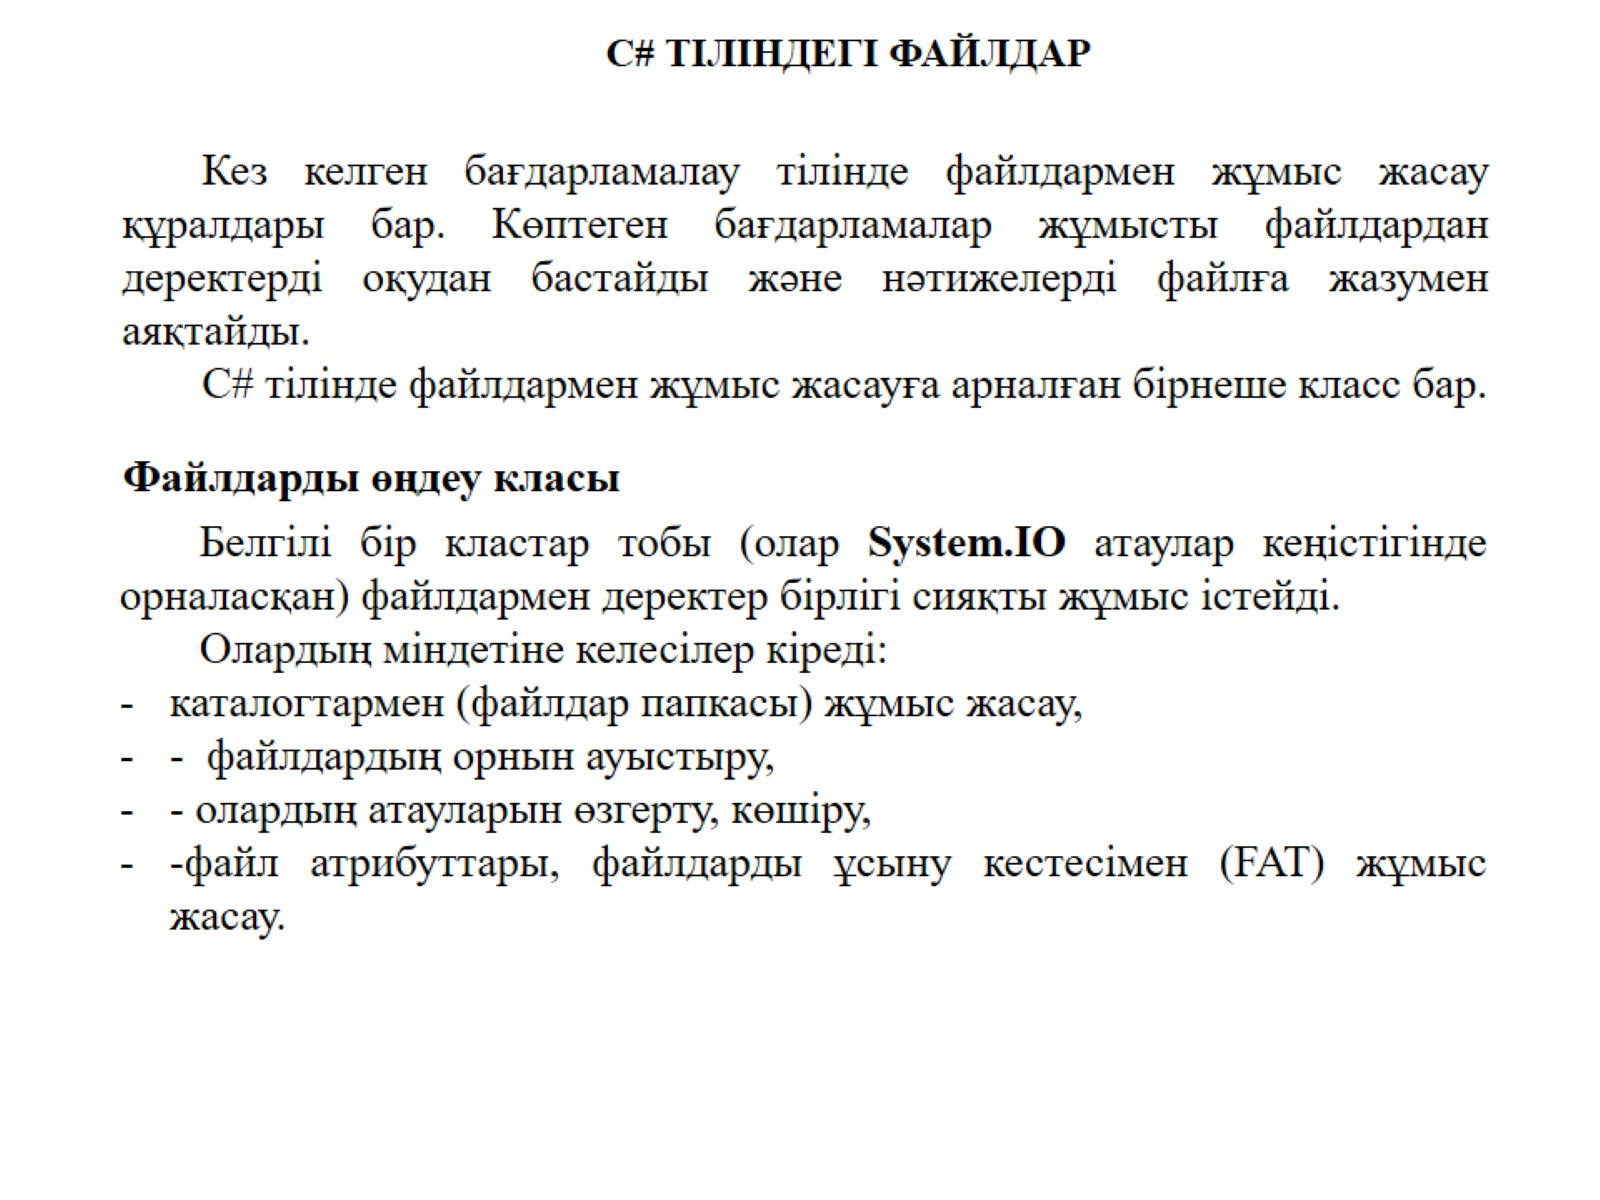 C# ТІЛІНДЕГІ ФАЙЛДАР
Кез келген бағдарламалау тілінде файлдармен жұмыс жасау
құралдары бар. Көптеген бағдарламалар жұмысты файлдардан
деректерді оқудан бастайды және нәтижелерді файлға жазумен
аяқтайды.
C# тілінде файлдармен жұмыс жасауға арналған бірнеше класс бар.
Файлдарды өңдеу класы
Белгілі бір кластар тобы (олар System.IO атаулар кеңістігінде
орналасқан) файлдармен деректер бірлігі сияқты жұмыс істейді.
Олардың міндетіне келесілер кіреді:
- каталогтармен (файлдар папкасы) жұмыс жасау,
- - файлдардың орнын ауыстыру,
- - олардың атауларын өзгерту, көшіру,
- -файл атрибуттары, файлдарды ұсыну кестесімен (FAT) жұмыс
жасау.